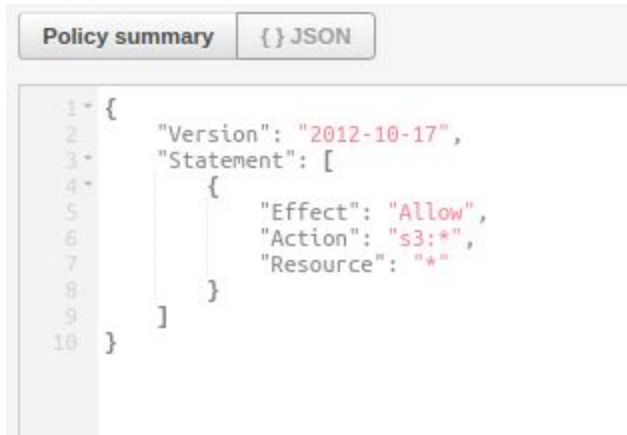 Policy summary { } JSON
1 {
2 "Version": "2012-10-17",
3 "Statement": [
4 {
5 "Effect": "Allow",
6 "Action": "s3:*",
7 "Resource": "*"
8 }
9 ]
10 }